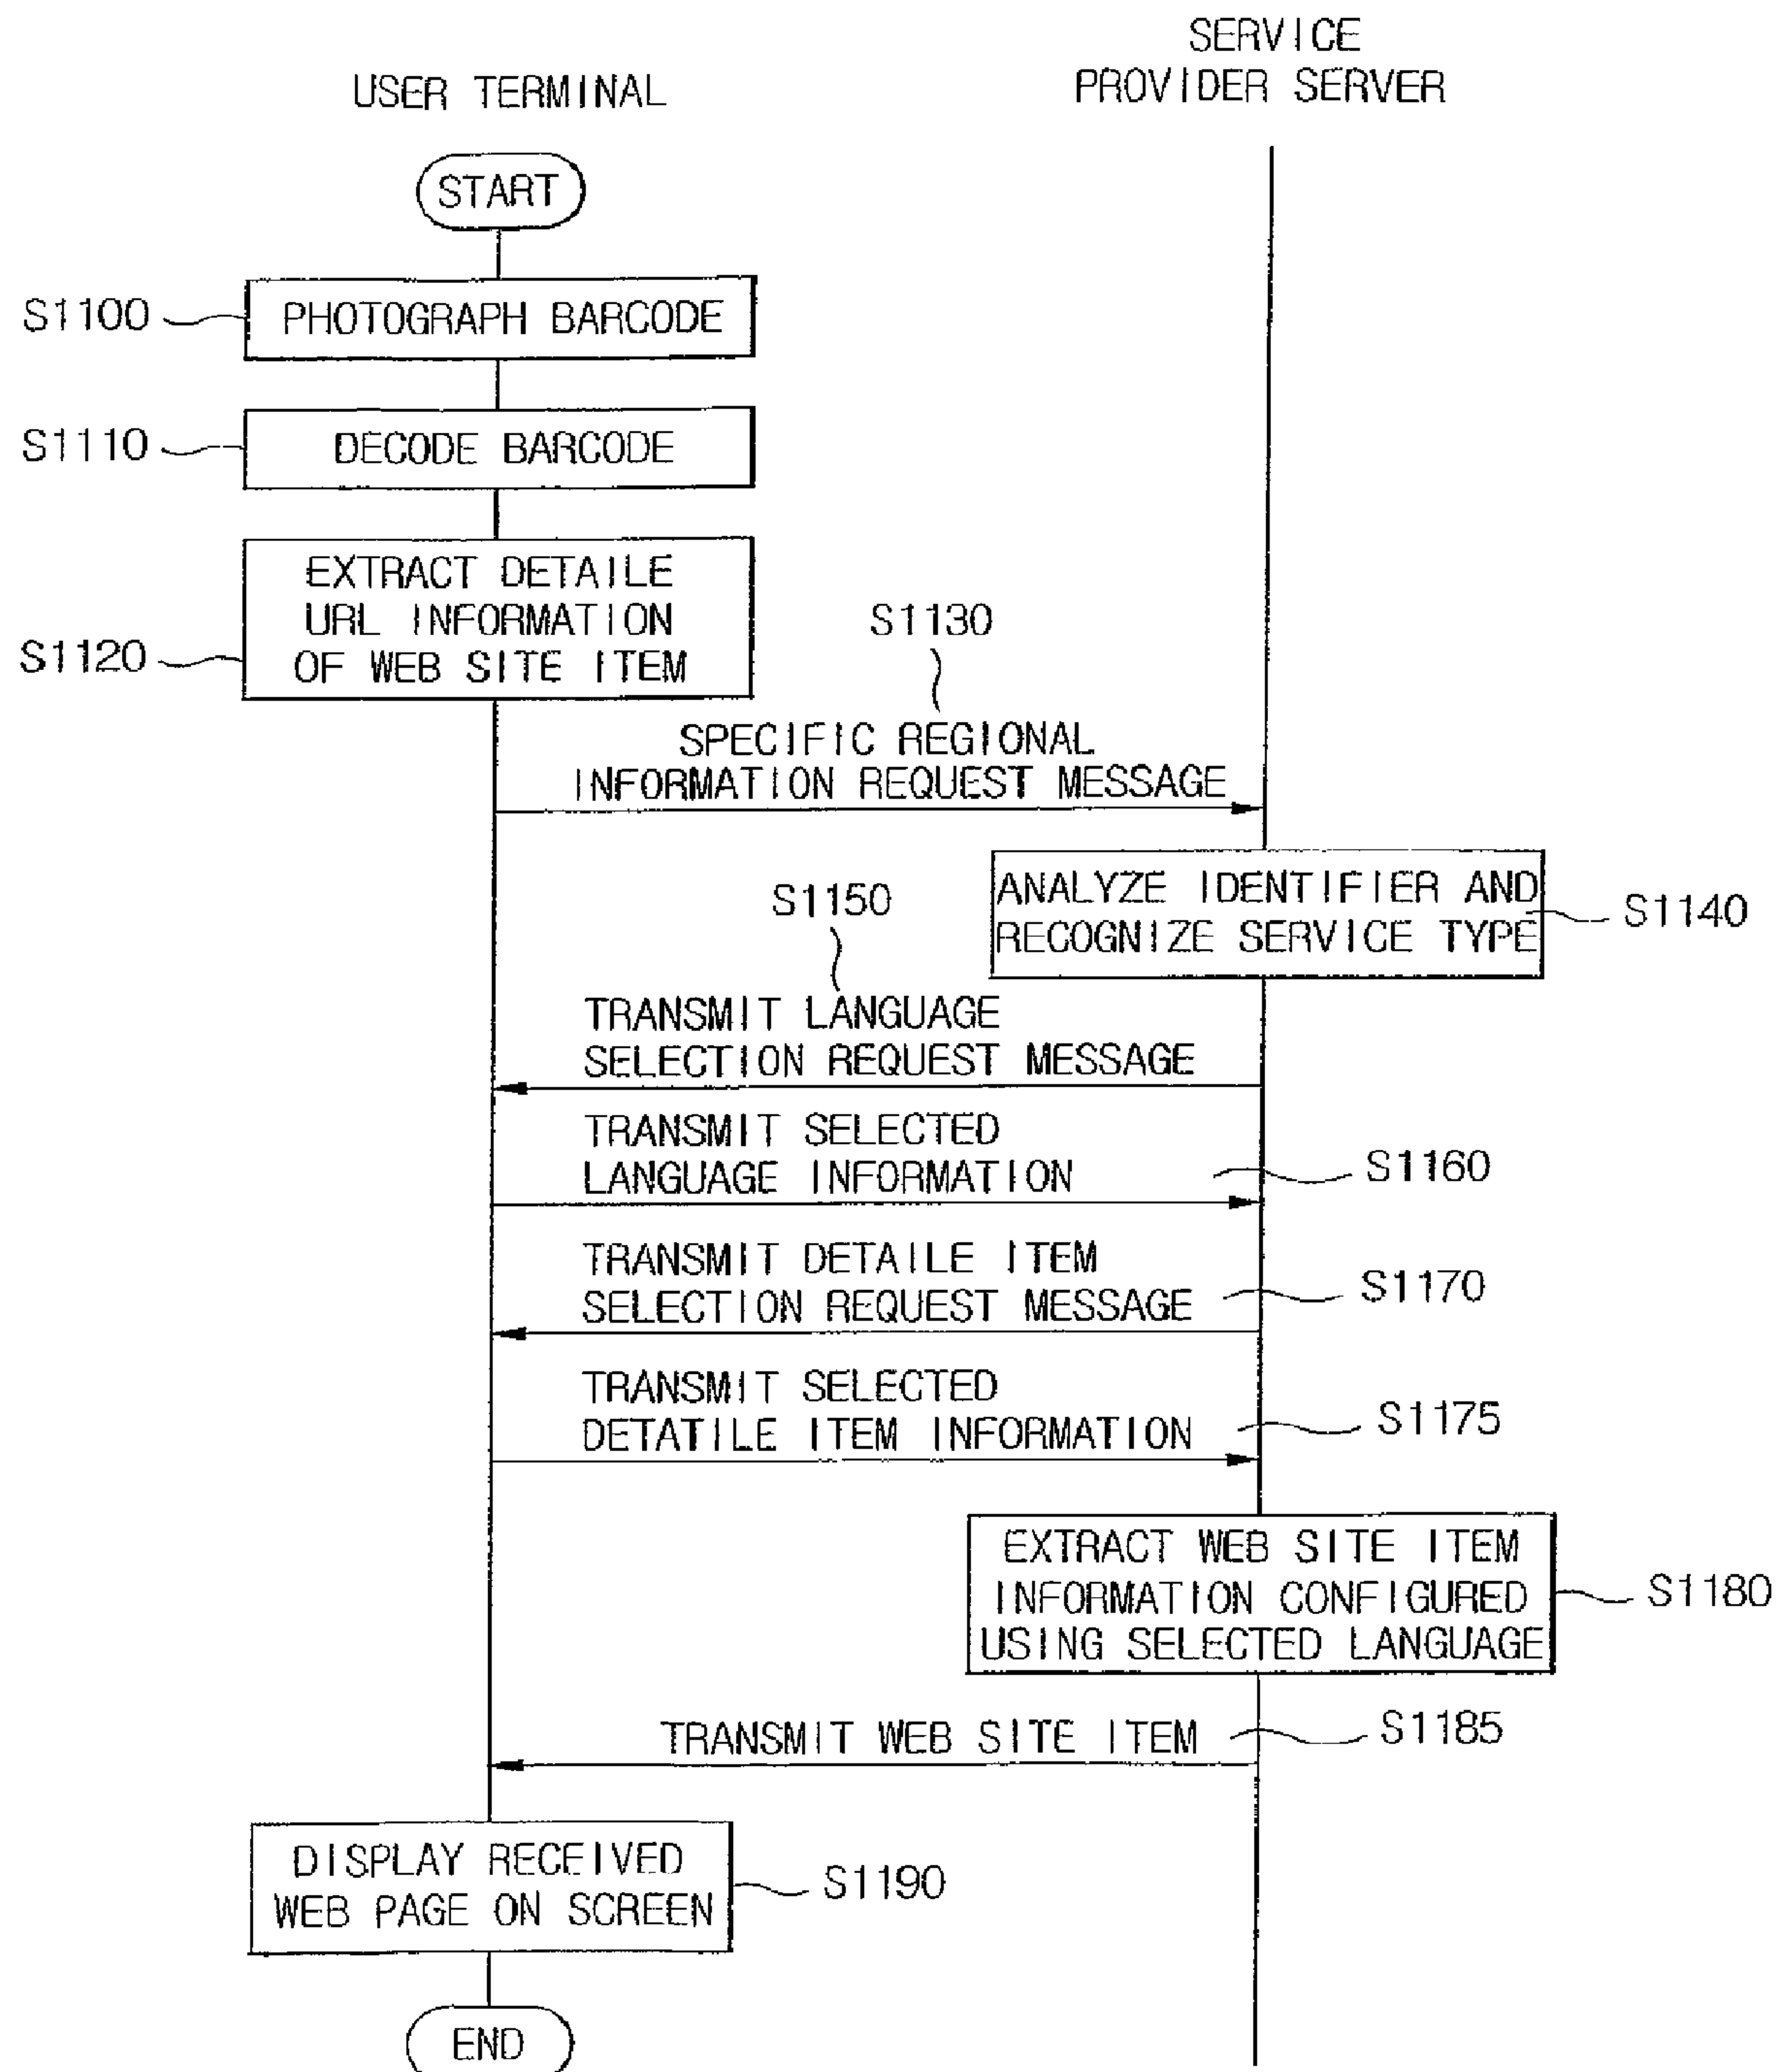 SERVICE
PROVIDER SERVER
USER TERMINAL
START
S1100
PHOTOGRAPH BARCODE
S1110
DECODE BARCODE
EXTRACT DETAILE
URL INFORMATION
OF WEB SITE ITEM
S1120
S1130
SPECIFIC REGIONAL
INFORMATION REQUEST MESSAGE
ANALYZE IDENTIFIER AND
RECOGNIZE SERVICE TYPE
S1140
S1150
TRANSMIT LANGUAGE
SELECTION REQUEST MESSAGE
TRANSMIT SELECTED
LANGUAGE INFORMATION
S1160
TRANSMIT DETAILE ITEM
SELECTION REQUEST MESSAGE
S1170
TRANSMIT SELECTED
DETATILE ITEM INFORMATION
S1175
EXTRACT WEB SITE ITEM
INFORMATION CONFIGURED
USING SELECTED LANGUAGE
S1180
TRANSMIT WEB SITE ITEM
S1185
DISPLAY RECEIVED
WEB PAGE ON SCREEN
S1190
END